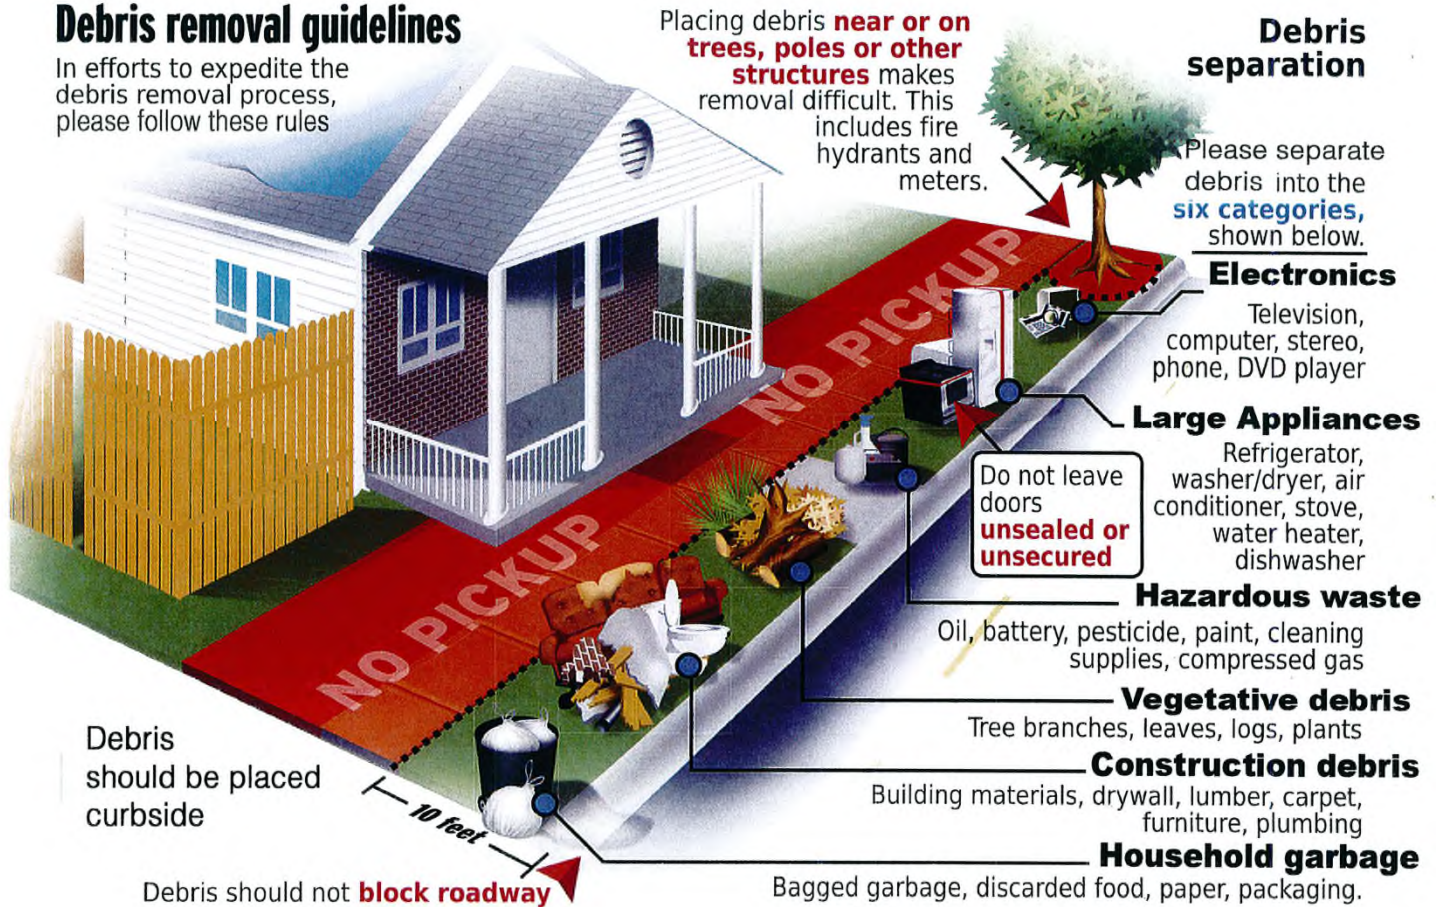 Debris removal guidelines
In efforts to expedite the
debris removal process,
please follow these rules
Placing debris near or on
trees, poles or other
structures makes
removal difficult. This
includes fire
hydrants and
meters.
Debris
separation
Please separate
debris into the
six categories,
shown below.
Electronics
Television,
computer, stereo,
phone, DVD player
Large Appliances
Refrigerator,
washer/dryer, air
conditioner, stove,
water heater,
dishwasher
Do not leave
doors
unsealed or
unsecured
Hazardous waste
Oil, battery, pesticide, paint, cleaning
supplies, compressed gas
Vegetative debris
Tree branches, leaves, logs, plants
Construction debris
Building materials, drywall, lumber, carpet,
furniture, plumbing
Household garbage
Bagged garbage, discarded food, paper, packaging.
NO PICKUP
NO PICKUP
NO PICKUP
Debris
should be placed
curbside
10 feet
Debris should not block roadway